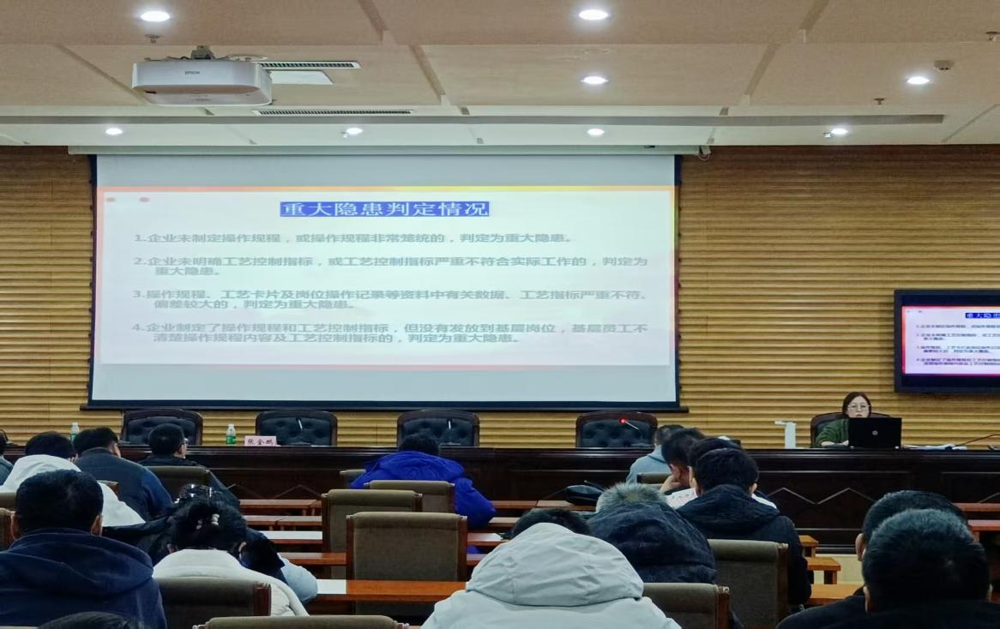 EPSON
重大隐患判定情况
1.企业未制定操作规程，或操作规程非常笼统的，判定为重大隐患。
2.企业未明确工艺控制指标，或工艺控制指标严重不符合实际工作的，判定为
重大隐患。
3.操作规程、工艺卡片及岗位操作记录等资料中有关数据、工艺指标严重不符、
偏差较大的，判定为重大隐患。
4.企业制定了操作规程和工艺控制指标，但没有发放到基层岗位，基层员工不
清楚操作规程内容及工艺控制指标的，判定为重大隐患。
张金鹏
重大隐患